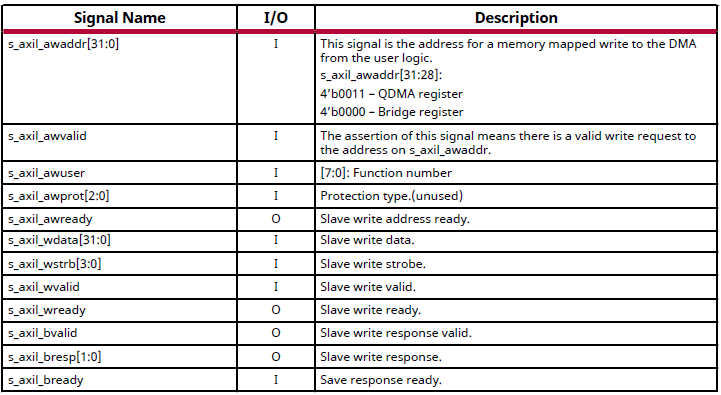 Signal Name I/O Description
s_axil_awaddr[31:0] I This signal is the address for a memory mapped write to the DMA
from the user logic.
s_axil_awaddr[31:28]:
4’b0011 – QDMA register
4’b0000 – Bridge register
s_axil_awvalid I The assertion of this signal means there is a valid write request to
the address on s_axil_awaddr.
s_axil_awuser I [7:0]: Function number
s_axil_awprot[2:0] I Protection type.(unused)
s_axil_awready O Slave write address ready.
s_axil_wdata[31:0] I Slave write data.
s_axil_wstrb[3:0] I Slave write strobe.
s_axil_wvalid I Slave write valid.
s_axil_wready O Slave write ready.
s_axil_bvalid O Slave write response valid.
s_axil_bresp[1:0] O Slave write response.
s_axil_bready I Save response ready.